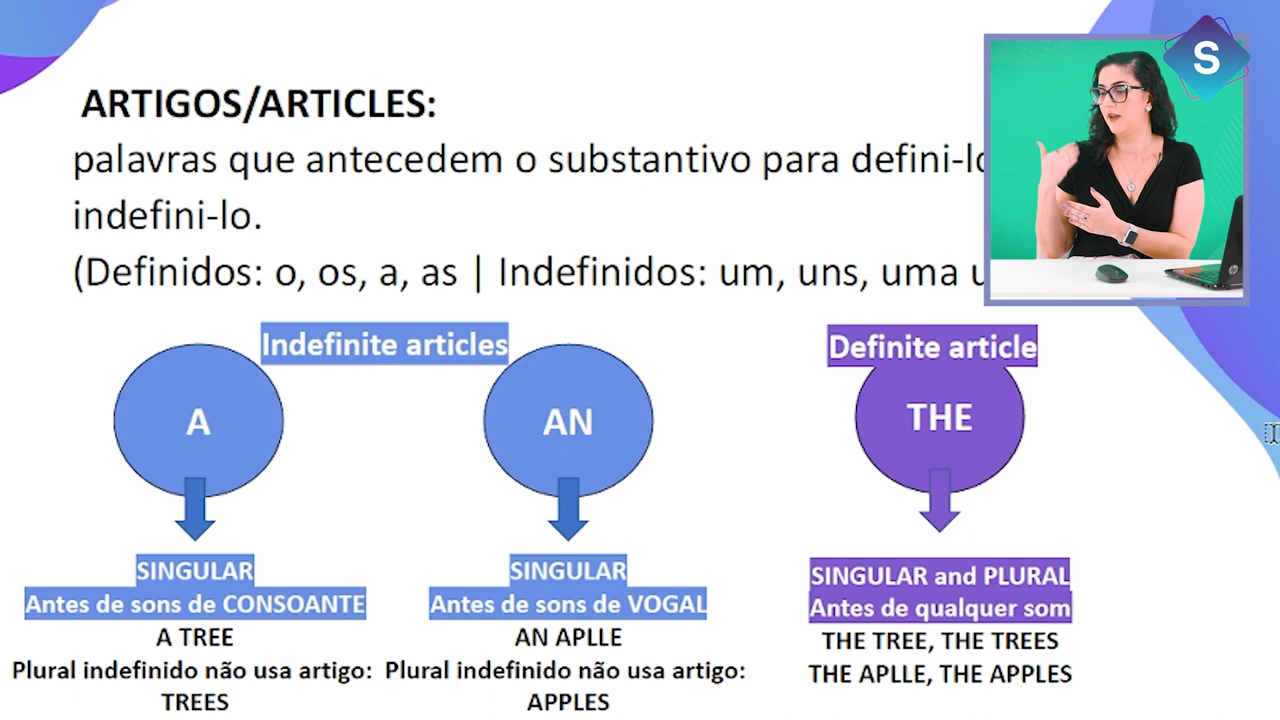 S
ARTIGOS/ARTICLES:
palavras que antecedem o substantivo para defini-lo
indefini-lo.
(Definidos: o, os, a, as | Indefinidos: um, uns, uma
Indefinite articles
Definite article
A
AN
THE
SINGULAR
Antes de sons de CONSOANTE
A TREE
Plural indefinido não usa artigo:
TREES
SINGULAR
Antes de sons de VOGAL
AN APLLE
Plural indefinido não usa artigo:
APPLES
SINGULAR and PLURAL
Antes de qualquer som
THE TREE, THE TREES
THE APLLE, THE APPLES